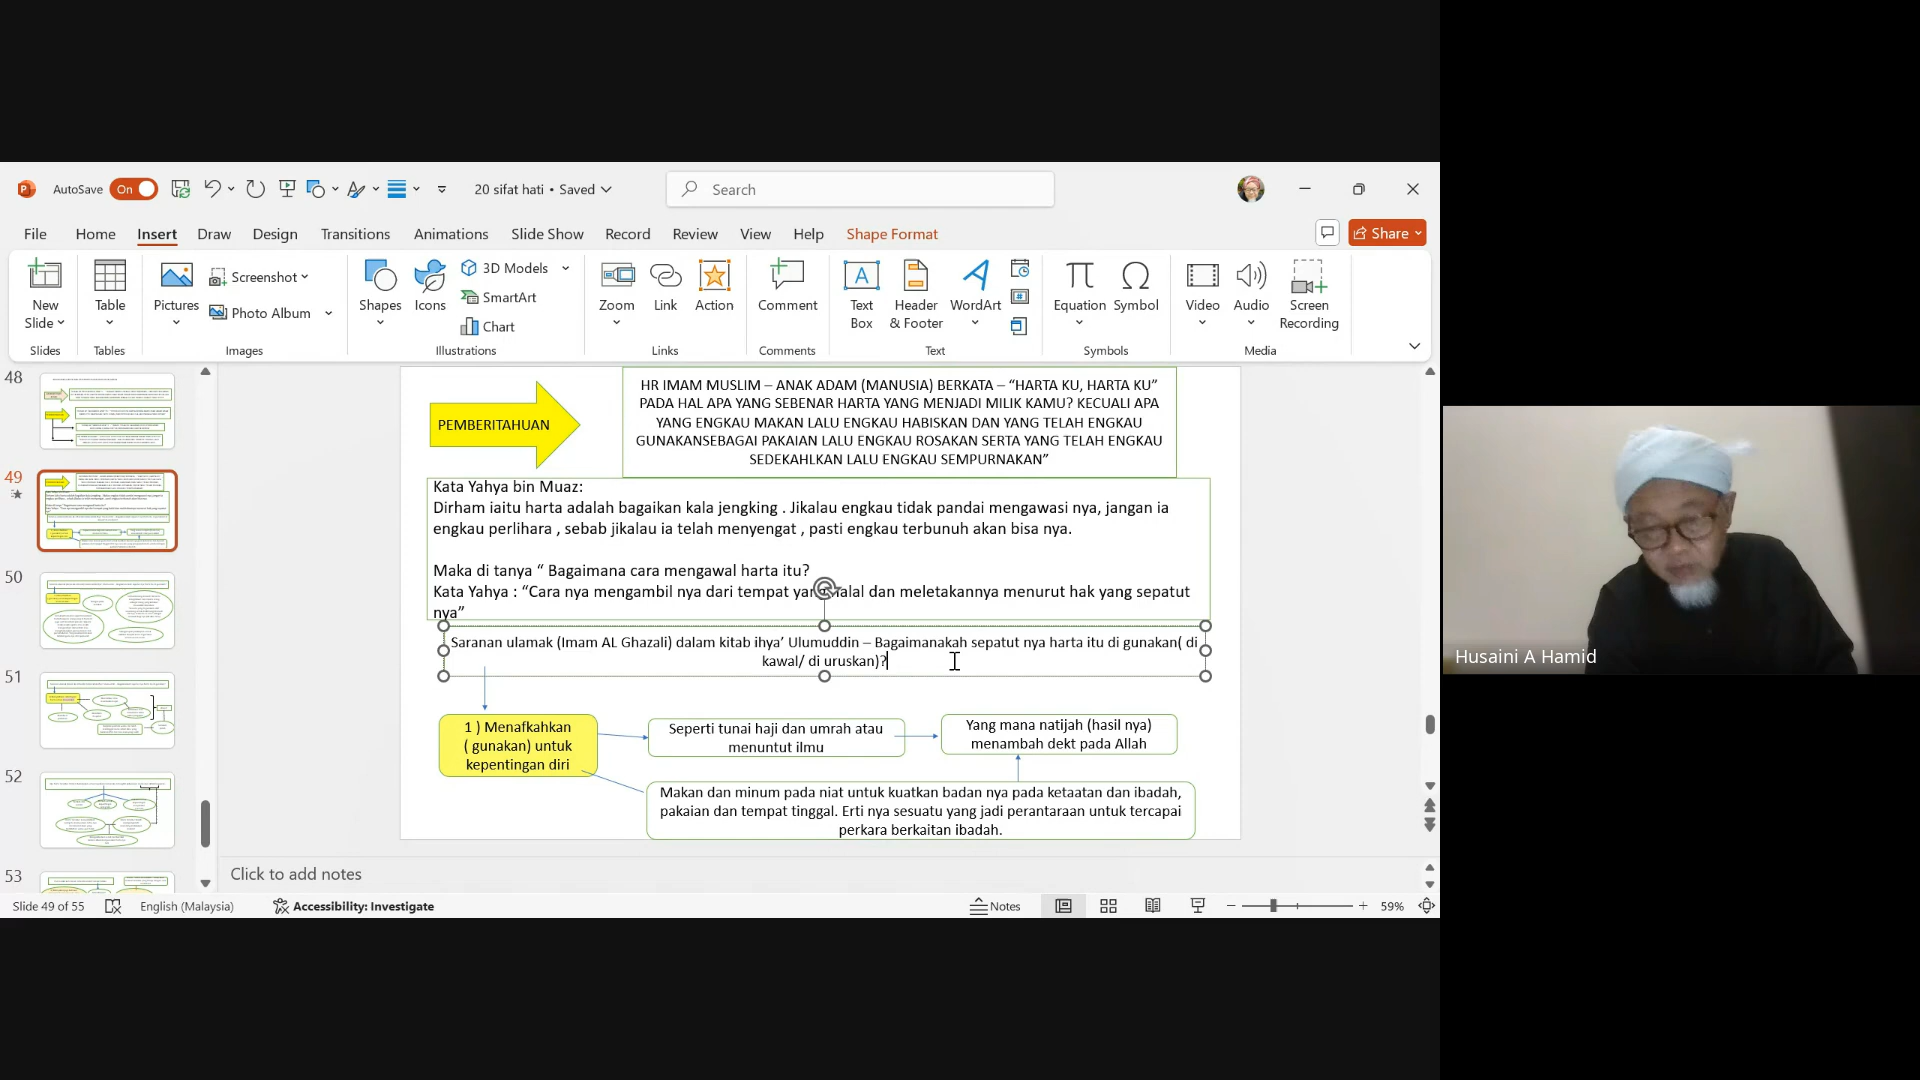 AutoSave On 20 sifat hati • Saved Search
File Home Insert Draw Design Transitions Animations Slide Show Record Review View Help Shape Format Share
New Slide
Table
Pictures
Screenshot
Photo Album
Shapes
Icons
3D Models
SmartArt
Chart
Zoom
Link
Action
Comment
Text Box
Header & Footer
WordArt
Equation
Symbol
Video
Audio
Screen Recording
Slides Tables Images Illustrations Links Comments Text Symbols Media
48
49
50
51
52
53
PEMBERITAHUAN
HR IMAM MUSLIM – ANAK ADAM (MANUSIA) BERKATA – “HARTA KU, HARTA KU”
PADA HAL APA YANG SEBENAR HARTA YANG MENJADI MILIK KAMU? KECUALI APA
YANG ENGKAU MAKAN LALU ENGKAU HABISKAN DAN YANG TELAH ENGKAU
GUNAKANSEBAGAI PAKAIAN LALU ENGKAU ROSAKAN SERTA YANG TELAH ENGKAU
SEDEKAHLKAN LALU ENGKAU SEMPURNAKAN”
Kata Yahya bin Muaz:
Dirham iaitu harta adalah bagaikan kala jengking . Jikalau engkau tidak pandai mengawasi nya, jangan ia
engkau perlihara , sebab jikalau ia telah menyengat , pasti engkau terbunuh akan bisa nya.
Maka di tanya “ Bagaimana cara mengawal harta itu?
Kata Yahya : “Cara nya mengambil nya dari tempat yang halal dan meletakannya menurut hak yang sepatut
nya”
Saranan ulamak (Imam AL Ghazali) dalam kitab ihya’ Ulumuddin – Bagaimanakah sepatut nya harta itu di gunakan( di
kawal/ di uruskan)?
1 ) Menafkahkan
( gunakan) untuk
kepentingan diri
Seperti tunai haji dan umrah atau
menuntut ilmu
Yang mana natijah (hasil nya)
menambah dekt pada Allah
Makan dan minum pada niat untuk kuatkan badan nya pada ketaatan dan ibadah,
pakaian dan tempat tinggal. Erti nya sesuatu yang jadi perantaraan untuk tercapai
perkara berkaitan ibadah.
Husaini A Hamid
Click to add notes
Slide 49 of 55 English (Malaysia) Accessibility: Investigate Notes 59%